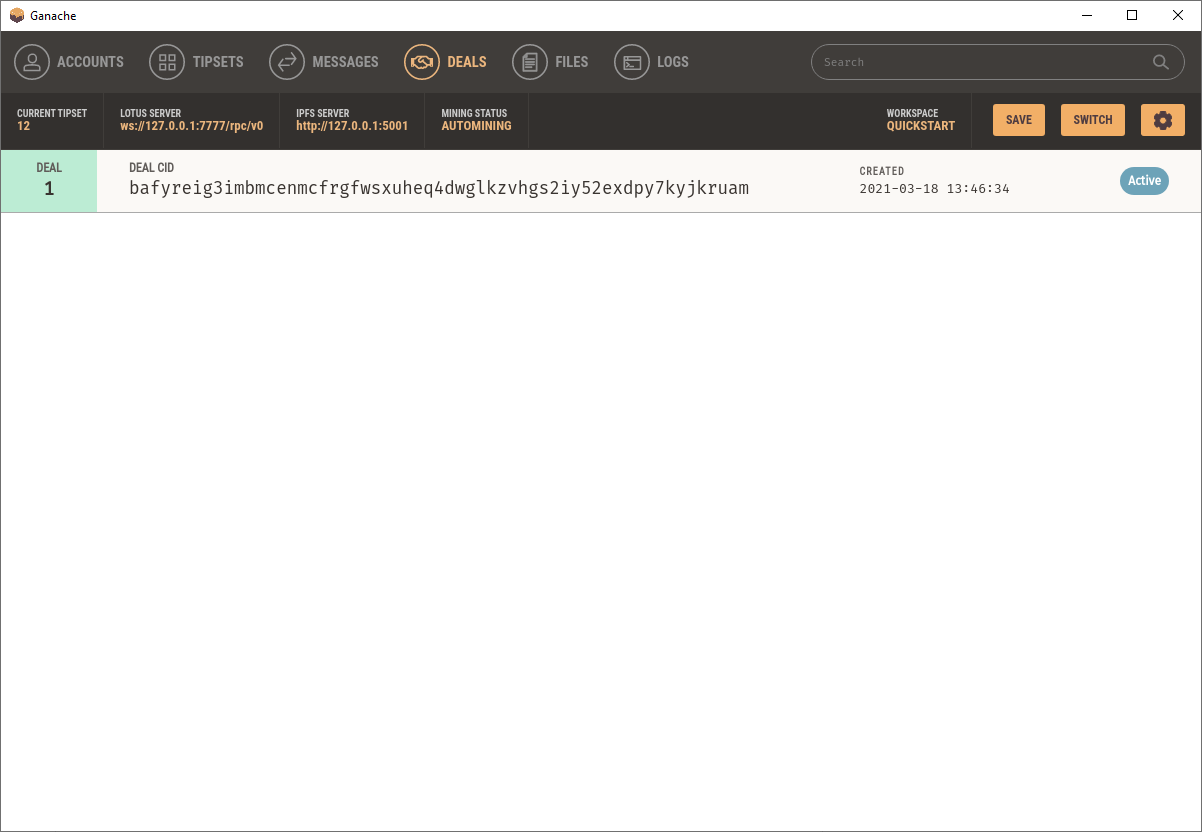 Ganache
ACCOUNTS TIPSETS MESSAGES DEALS FILES LOGS Search
CURRENT TIPSET LOTUS SERVER IPFS SERVER MINING STATUS WORKSPACE
12 ws://127.0.0.1:7777/rpc/v0 http://127.0.0.1:5001 AUTOMINING QUICKSTART
SAVE SWITCH
DEAL DEAL CID CREATED
1 bafyreig3imbmcenmcfrgfwsxuheq4dwglkzvhgs2iy52exdpy7kyjkruam 2021-03-18 13:46:34
Active